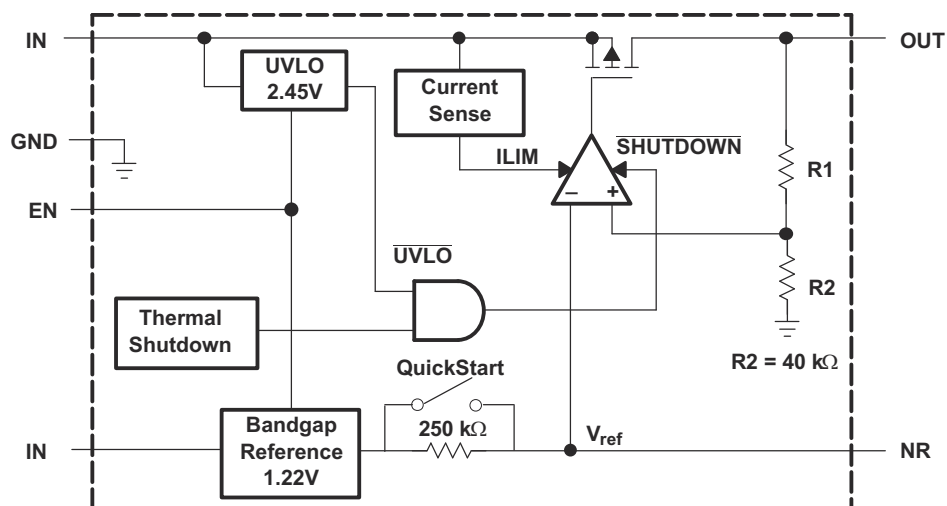 IN
OUT
UVLO
2.45V
Current
Sense
GND
SHUTDOWN
ILIM
R1
– +
EN
UVLO
R2
Thermal
Shutdown
R2 = 40 kΩ
QuickStart
250 kΩ
Bandgap
Reference
1.22V
IN
Vref
NR